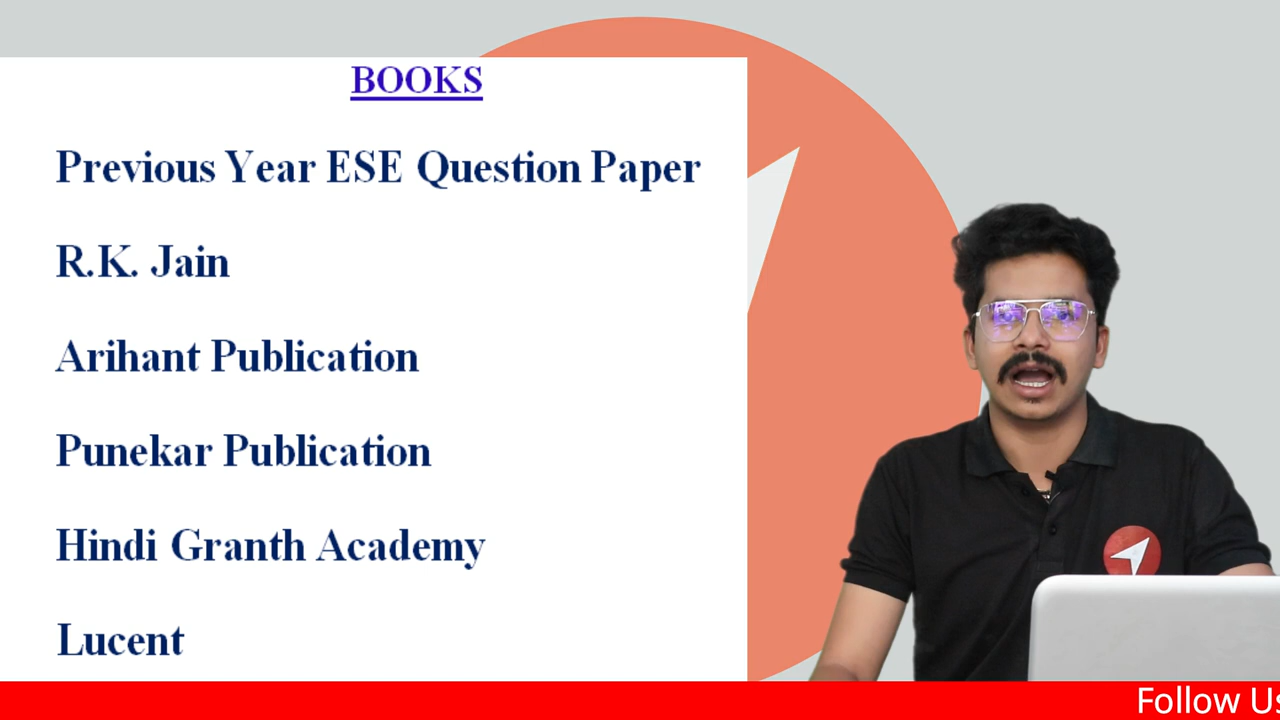 BOOKS
Previous Year ESE Question Paper
R.K. Jain
Arihant Publication
Punekar Publication
Hindi Granth Academy
Lucent
Follow Us